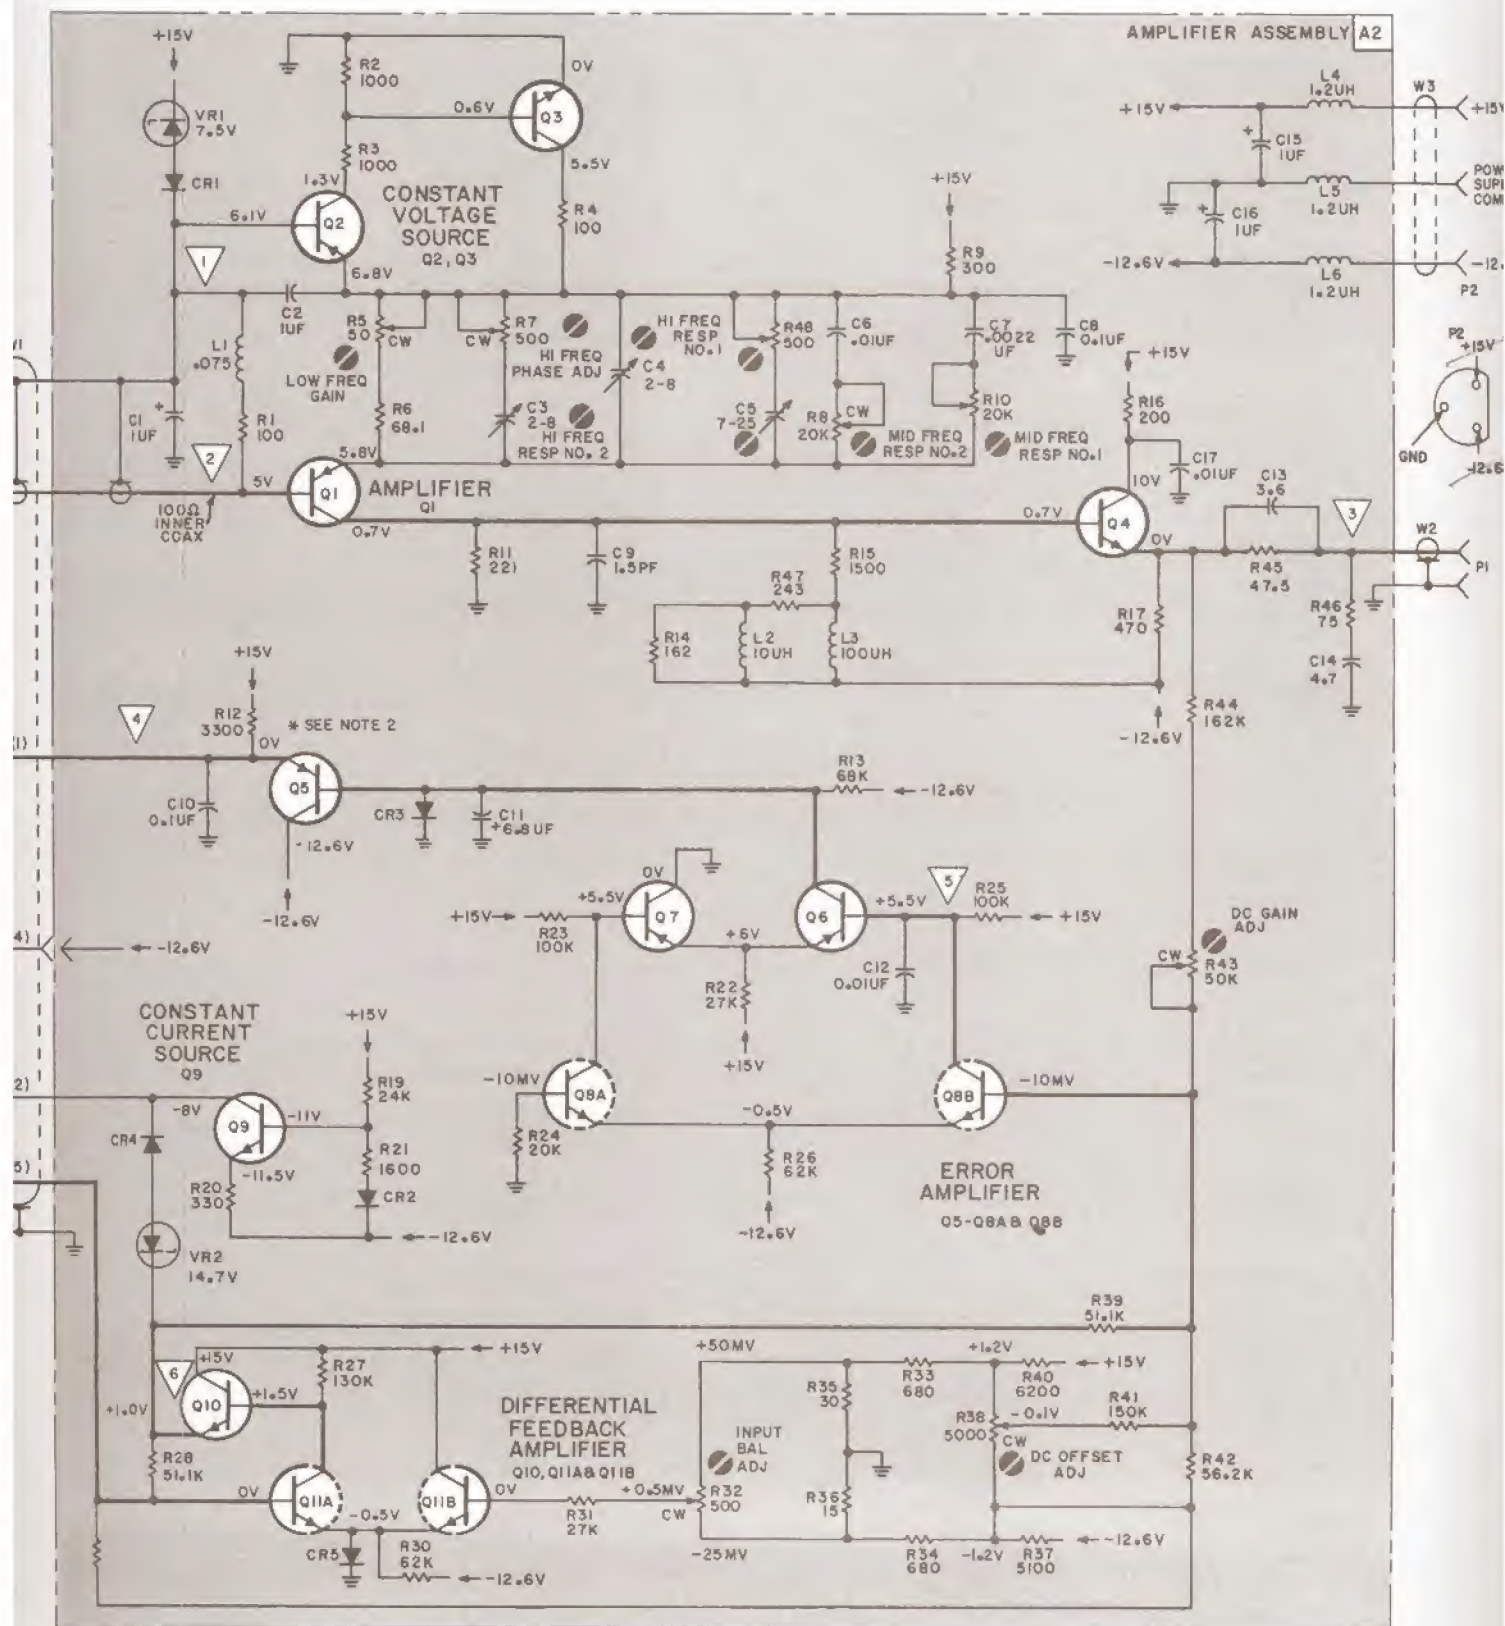 AMPLIFIER ASSEMBLY A2
+15V
VR1
7.5V
CR1
6.1V
R2
1000
R3
1000
0.6V
0V
Q3
5.5V
R4
100
1.3V
Q2
CONSTANT
VOLTAGE
SOURCE
Q2, Q3
6.8V
1
C2
1UF
L1
.075
R1
100
C1
1UF
2
100Ω
INNER
COAX
5V
R5
50
CW
LOW FREQ
GAIN
R6
68.1
5.8V
Q1
AMPLIFIER
Q1
0.7V
R7
500
CW
HI FREQ
PHASE ADJ
C3
2-8
HI FREQ
RESP NO. 2
C4
2-8
HI FREQ
RESP
NO. 1
R48
500
C5
7-25
C6
.01UF
R8
20K
CW
MID FREQ
RESP NO.2
+15V
R9
300
C7
.0022
UF
R10
20K
MID FREQ
RESP NO.1
C8
0.1UF
L4
1.2UH
W3
+15V
+15V
C15
1UF
L5
1.2UH
C16
1UF
-12.6V
L6
1.2UH
P2
P2
+15V
GND
-12.6
+15V
R16
200
C17
.01UF
10V
0.7V
Q4
0V
C13
3.6
R45
47.5
3
W2
P1
R46
75
C14
4.7
R11
221
C9
1.5PF
R15
1500
R47
243
R14
162
L2
10UH
L3
100UH
R17
470
-12.6V
R44
162K
+15V
R12
3300
0V
* SEE NOTE 2
4
1)
C10
0.1UF
Q5
-12.6V
-12.6V
CR3
C11
+6.8UF
R13
68K
-12.6V
0V
+5.5V
Q7
+15V
R23
100K
+6V
R22
27K
+15V
Q6
+5.5V
5
R25
100K
+15V
C12
0.01UF
DC GAIN
ADJ
CW
R43
50K
4)
-12.6V
CONSTANT
CURRENT
SOURCE
Q9
+15V
R19
24K
2)
-8V
Q9
-11V
CR4
R21
1600
-11.5V
R20
330
CR2
-12.6V
5)
VR2
14.7V
-10MV
Q8A
R24
20K
-0.5V
R26
62K
-12.6V
Q8B
-10MV
ERROR
AMPLIFIER
Q5-Q8A & Q8B
R39
51.1K
6
+15V
+15V
R27
130K
Q10
+1.5V
+1.0V
R28
51.1K
DIFFERENTIAL
FEEDBACK
AMPLIFIER
Q10, Q11A & Q11B
0V
Q11A
Q11B
0V
-0.5V
CR5
R30
62K
-12.6V
R31
27K
+0.5MV
CW
+50MV
INPUT
BAL
ADJ
R32
500
-25MV
R35
30
R36
15
R33
680
R34
680
+1.2V
R40
6200
+15V
R38
5000
-0.1V
R41
150K
CW
DC OFFSET
ADJ
R42
56.2K
-1.2V
R37
5100
-12.6V